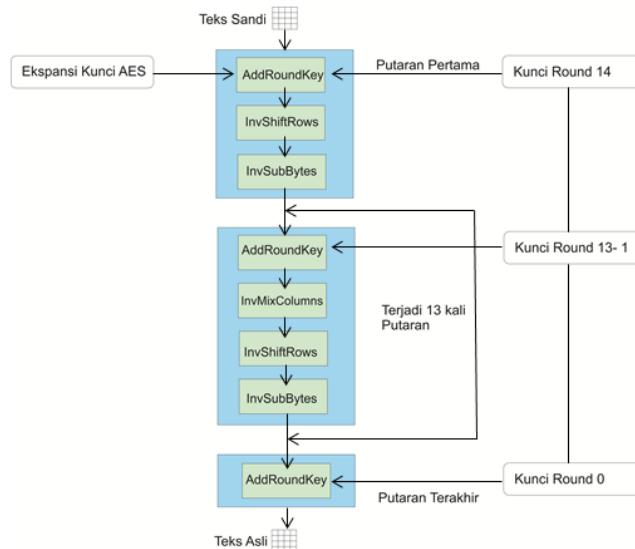 Teks Sandi
Ekspansi Kunci AES
AddRoundKey
Putaran Pertama
Kunci Round 14
InvShiftRows
InvSubBytes
AddRoundKey
Kunci Round 13- 1
InvMixColumns
Terjadi 13 kali
Putaran
InvShiftRows
InvSubBytes
AddRoundKey
Putaran Terakhir
Kunci Round 0
Teks Asli